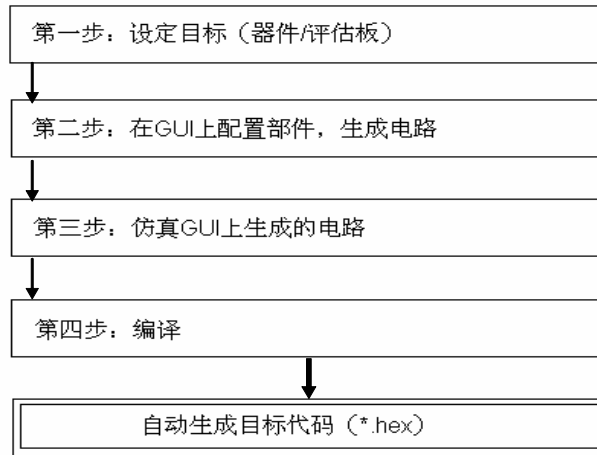 第一步：设定目标（器件/评估板）
第二步：在GUI上配置部件，生成电路
第三步：仿真GUI上生成的电路
第四步：编译
自动生成目标代码（*.hex）